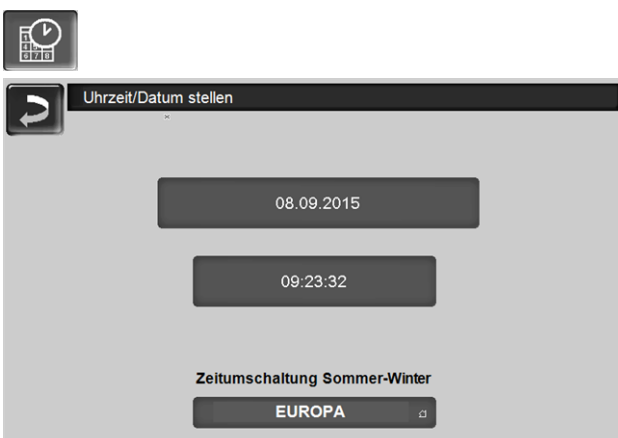 Uhrzeit/Datum stellen
08.09.2015
09:23:32
Zeitumschaltung Sommer-Winter
EUROPA